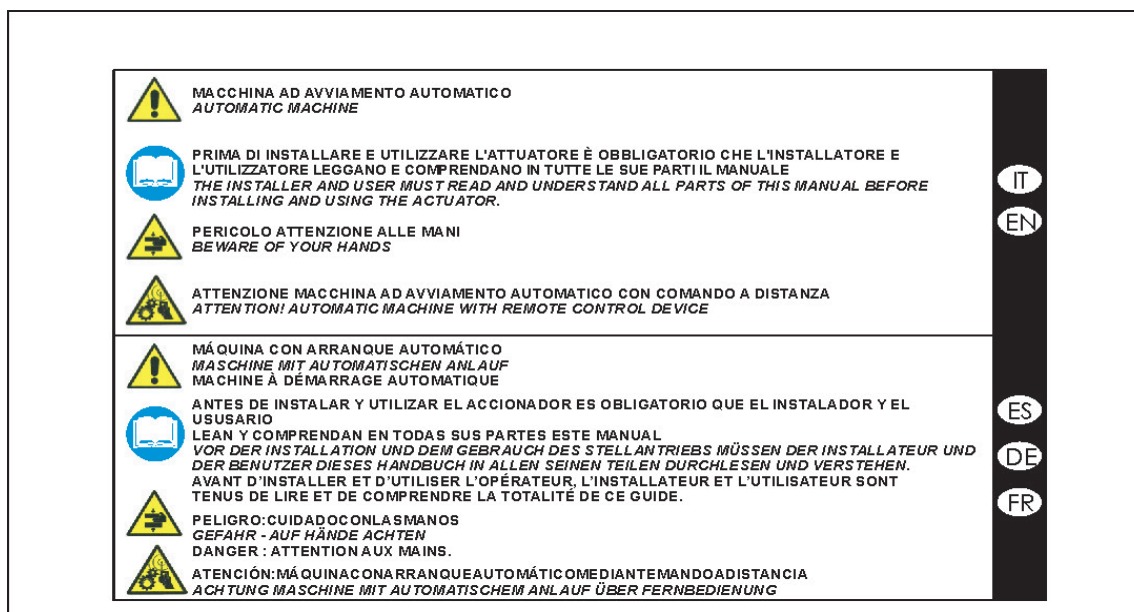 MACCHINA AD AVVIAMENTO AUTOMATICO
AUTOMATIC MACHINE
PRIMA DI INSTALLARE E UTILIZZARE L'ATTUATORE È OBBLIGATORIO CHE L'INSTALLATORE E
L'UTILIZZATORE LEGGANO E COMPRENDANO IN TUTTE LE SUE PARTI IL MANUALE
THE INSTALLER AND USER MUST READ AND UNDERSTAND ALL PARTS OF THIS MANUAL BEFORE
INSTALLING AND USING THE ACTUATOR.
IT
EN
PERICOLO ATTENZIONE ALLE MANI
BEWARE OF YOUR HANDS
ATTENZIONE MACCHINA AD AVVIAMENTO AUTOMATICO CON COMANDO A DISTANZA
ATTENTION! AUTOMATIC MACHINE WITH REMOTE CONTROL DEVICE
MÁQUINA CON ARRANQUE AUTOMÁTICO
MASCHINE MIT AUTOMATISCHEN ANLAUF
MACHINE À DÉMARRAGE AUTOMATIQUE
ANTES DE INSTALAR Y UTILIZAR EL ACCIONADOR ES OBLIGATORIO QUE EL INSTALADOR Y EL
USUSARIO
LEAN Y COMPRENDAN EN TODAS SUS PARTES ESTE MANUAL
VOR DER INSTALLATION UND DEM GEBRAUCH DES STELLANTRIEBS MÜSSEN DER INSTALLATEUR UND
DER BENUTZER DIESES HANDBUCH IN ALLEN SEINEN TEILEN DURCHLESEN UND VERSTEHEN.
AVANT D'INSTALLER ET D'UTILISER L'OPÉRATEUR, L'INSTALLATEUR ET L'UTILISATEUR SONT
TENUS DE LIRE ET DE COMPRENDRE LA TOTALITÉ DE CE GUIDE.
ES
DE
FR
PELIGRO:CUIDADOCONLASMANOS
GEFAHR - AUF HÄNDE ACHTEN
DANGER : ATTENTION AUX MAINS.
ATENCIÓN:MÁQUINACONARRANQUEAUTOMÁTICOMEDIANTEMANDOADISTANCIA
ACHTUNG MASCHINE MIT AUTOMATISCHEM ANLAUF ÜBER FERNBEDIENUNG